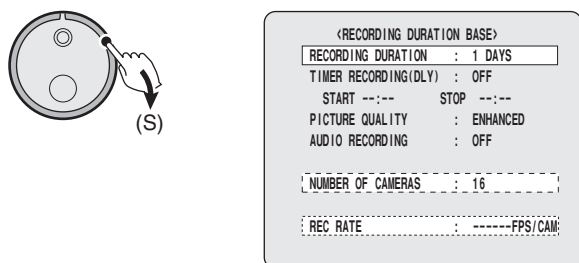 (S)
<RECORDING DURATION BASE>
RECORDING DURATION : 1 DAYS
TIMER RECORDING(DLY) : OFF
START --:-- STOP --:--
PICTURE QUALITY : ENHANCED
AUDIO RECORDING : OFF
NUMBER OF CAMERAS : 16
REC RATE : ------FPS/CAM